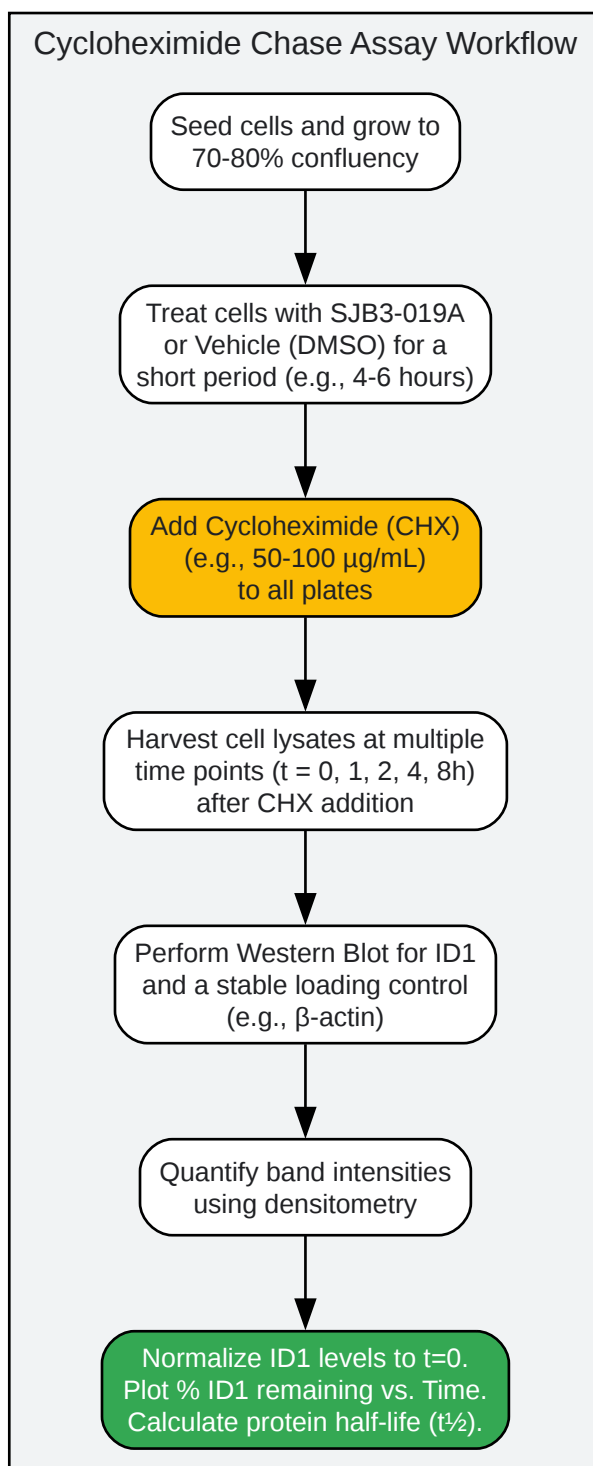 Cycloheximide Chase Assay Workflow
Seed cells and grow to
70-80% confluency
Treat cells with SJB3-019A
or Vehicle (DMSO) for a
short period (e.g., 4-6 hours)
Add Cycloheximide (CHX)
(e.g., 50-100 µg/mL)
to all plates
Harvest cell lysates at multiple
time points (t = 0, 1, 2, 4, 8h)
after CHX addition
Perform Western Blot for ID1
and a stable loading control
(e.g., β-actin)
Quantify band intensities
using densitometry
Normalize ID1 levels to t=0.
Plot % ID1 remaining vs. Time.
Calculate protein half-life (t½).